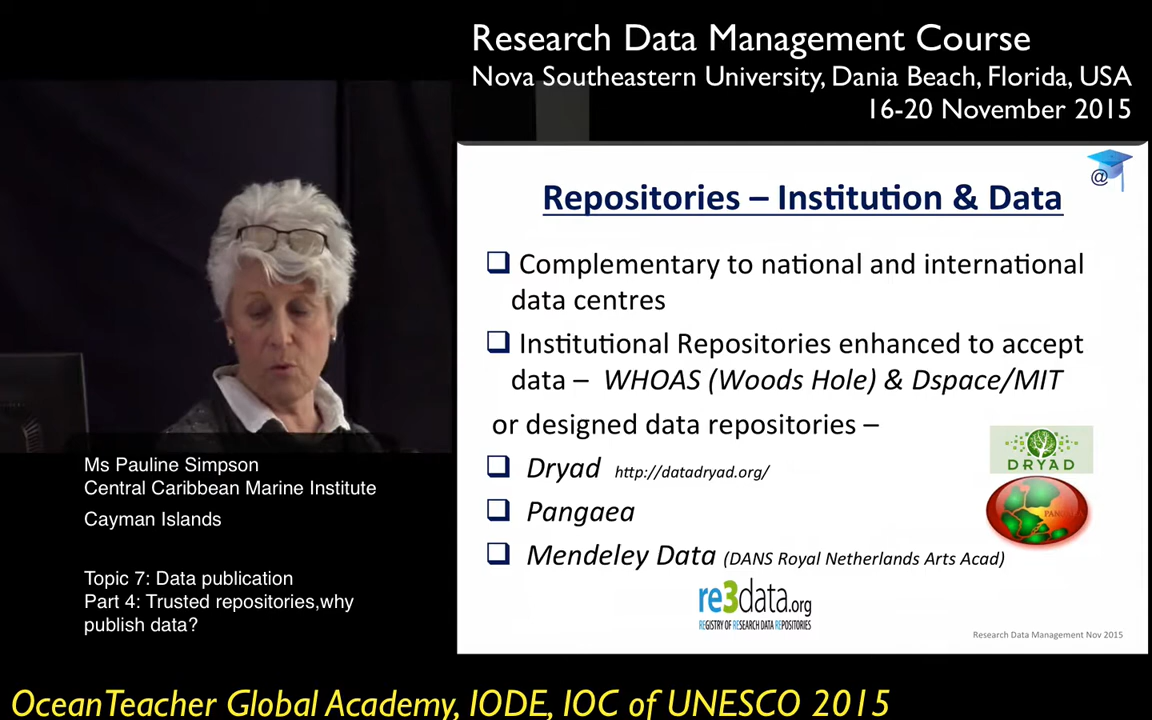 Research Data Management Course
Nova Southeastern University, Dania Beach, Florida, USA
16-20 November 2015
@
Repositories – Institution & Data
Complementary to national and international
data centres
Institutional Repositories enhanced to accept
data – WHOAS (Woods Hole) & Dspace/MIT
or designed data repositories –
Dryad http://datadryad.org/
DRYAD
Pangaea
PANGAEA
Mendeley Data (DANS Royal Netherlands Arts Acad)
re3data.org
REGISTRY OF RESEARCH DATA REPOSITORIES
Research Data Management Nov 2015
Ms Pauline Simpson
Central Caribbean Marine Institute
Cayman Islands
Topic 7: Data publication
Part 4: Trusted repositories,why
publish data?
OceanTeacher Global Academy, IODE, IOC of UNESCO 2015